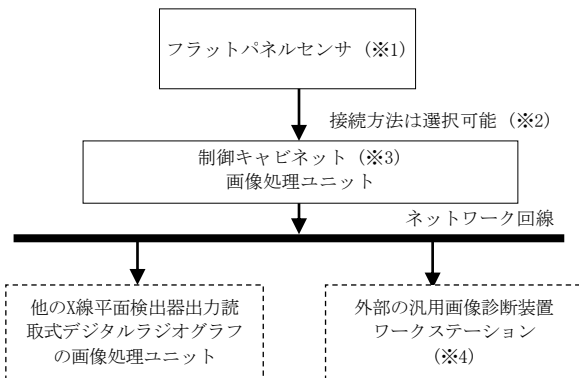 フラットパネルセンサ（※1）
接続方法は選択可能（※2）
制御キャビネット（※3）
画像処理ユニット
ネットワーク回線
他のX線平面検出器出力読
取式デジタルラジオグラフ
の画像処理ユニット
外部の汎用画像診断装置
ワークステーション
（※4）